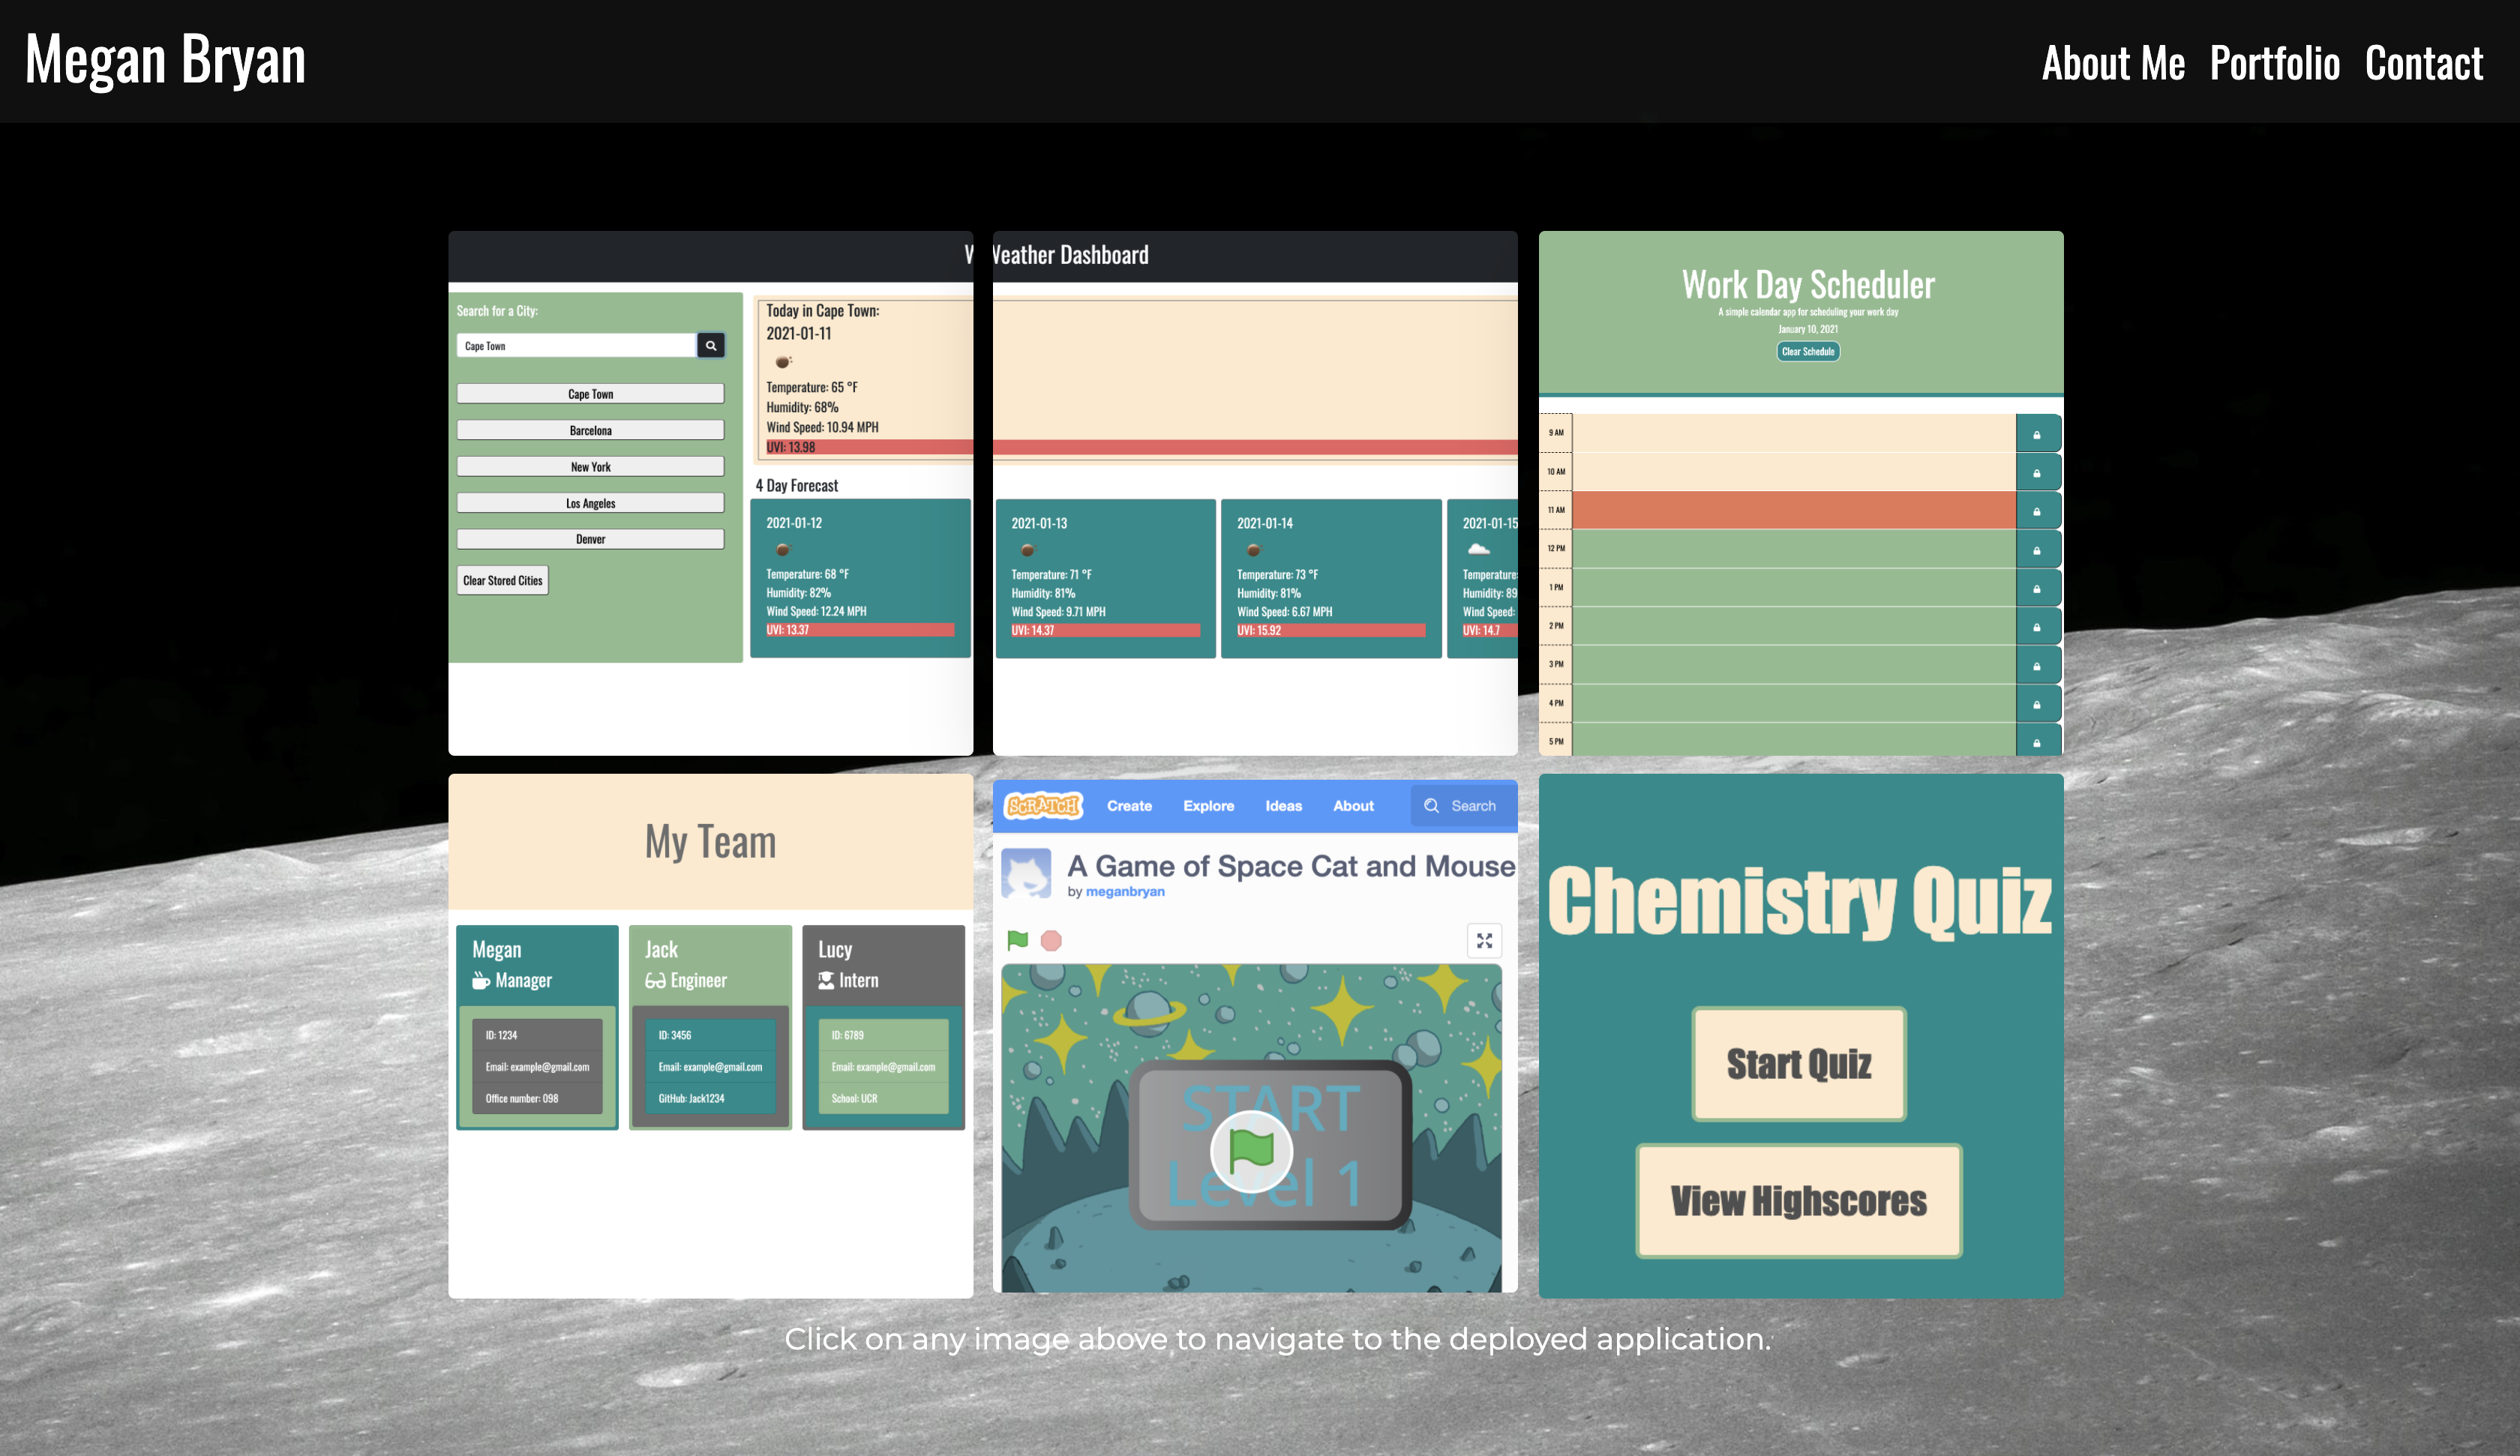 Megan Bryan
About Me Portfolio Contact
Weather Dashboard
Search for a City:
Cape Town
Cape Town
Barcelona
New York
Los Angeles
Denver
Clear Stored Cities
Today in Cape Town:
2021-01-11
Temperature: 65 °F
Humidity: 68%
Wind Speed: 10.94 MPH
UVI: 13.98
4 Day Forecast
2021-01-12
Temperature: 68 °F
Humidity: 82%
Wind Speed: 12.24 MPH
UVI: 13.37
2021-01-13
Temperature: 71 °F
Humidity: 81%
Wind Speed: 9.71 MPH
UVI: 14.37
2021-01-14
Temperature: 73 °F
Humidity: 81%
Wind Speed: 6.67 MPH
UVI: 15.92
2021-01-15
Temperature:
Humidity: 89
Wind Speed:
UVI: 14.7
Work Day Scheduler
A simple calendar app for scheduling your work day
January 10, 2021
Clear Schedule
9 AM
10 AM
11 AM
12 PM
1 PM
2 PM
3 PM
4 PM
5 PM
My Team
Megan
Manager
ID: 1234
Email: example@gmail.com
Office number: 098
Jack
Engineer
ID: 3456
Email: example@gmail.com
GitHub: Jack1234
Lucy
Intern
ID: 6789
Email: example@gmail.com
School: UCR
SCRATCH Create Explore Ideas About Search
A Game of Space Cat and Mouse
by meganbryan
START
Level 1
Chemistry Quiz
Start Quiz
View Highscores
Click on any image above to navigate to the deployed application.